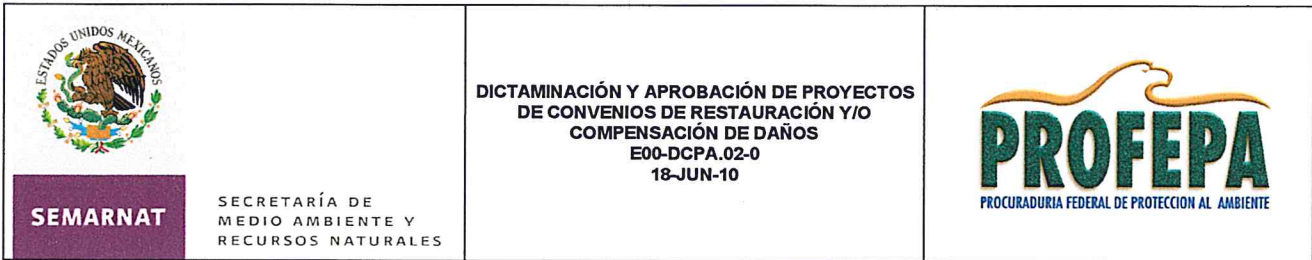 ESTADOS UNIDOS MEXICANOS
SEMARNAT
SECRETARÍA DE
MEDIO AMBIENTE Y
RECURSOS NATURALES
DICTAMINACIÓN Y APROBACIÓN DE PROYECTOS
DE CONVENIOS DE RESTAURACIÓN Y/O
COMPENSACIÓN DE DAÑOS
E00-DCPA.02-0
18-JUN-10
PROFEPA
PROCURADURIA FEDERAL DE PROTECCION AL AMBIENTE